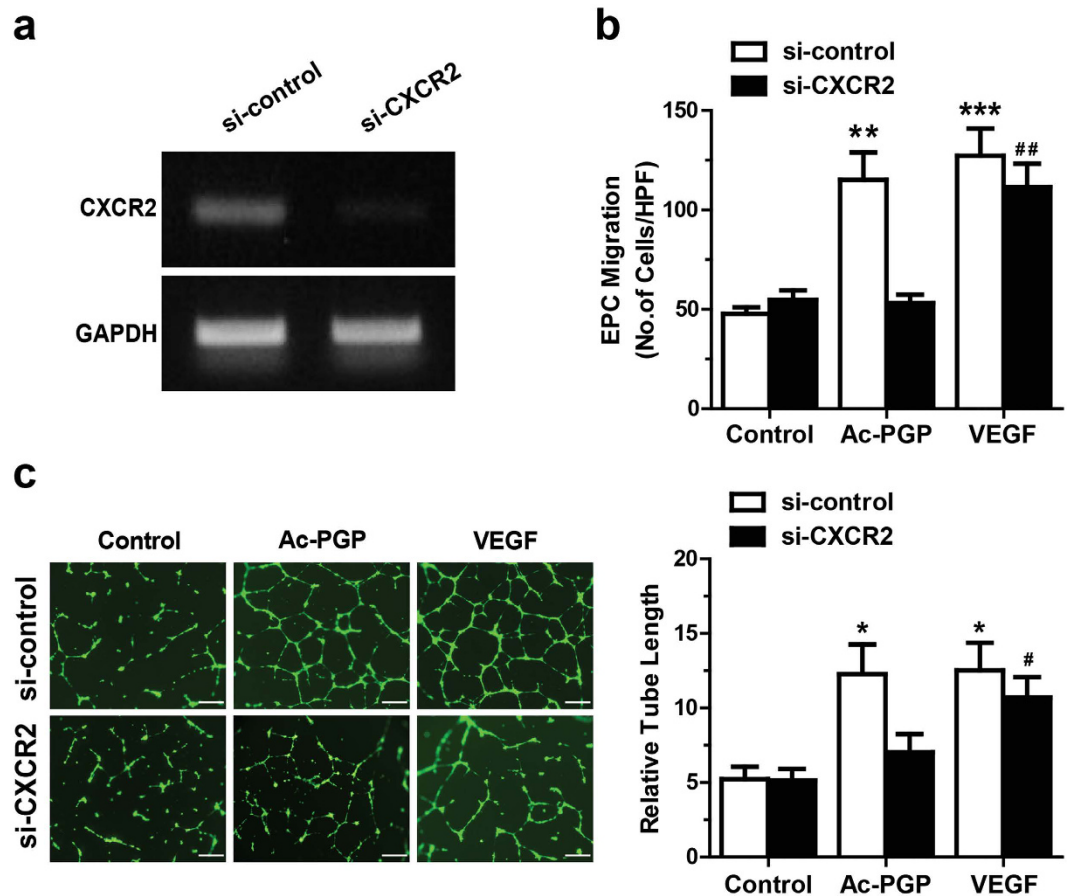 a
si-control
si-CXCR2
CXCR2
GAPDH
b
si-control
si-CXCR2
EPC Migration
(No.of Cells/HPF)
150
100
50
0
**
***
##
Control
Ac-PGP
VEGF
c
Control
Ac-PGP
VEGF
si-control
si-CXCR2
si-control
si-CXCR2
Relative Tube Length
20
15
10
5
0
*
*
#
Control
Ac-PGP
VEGF